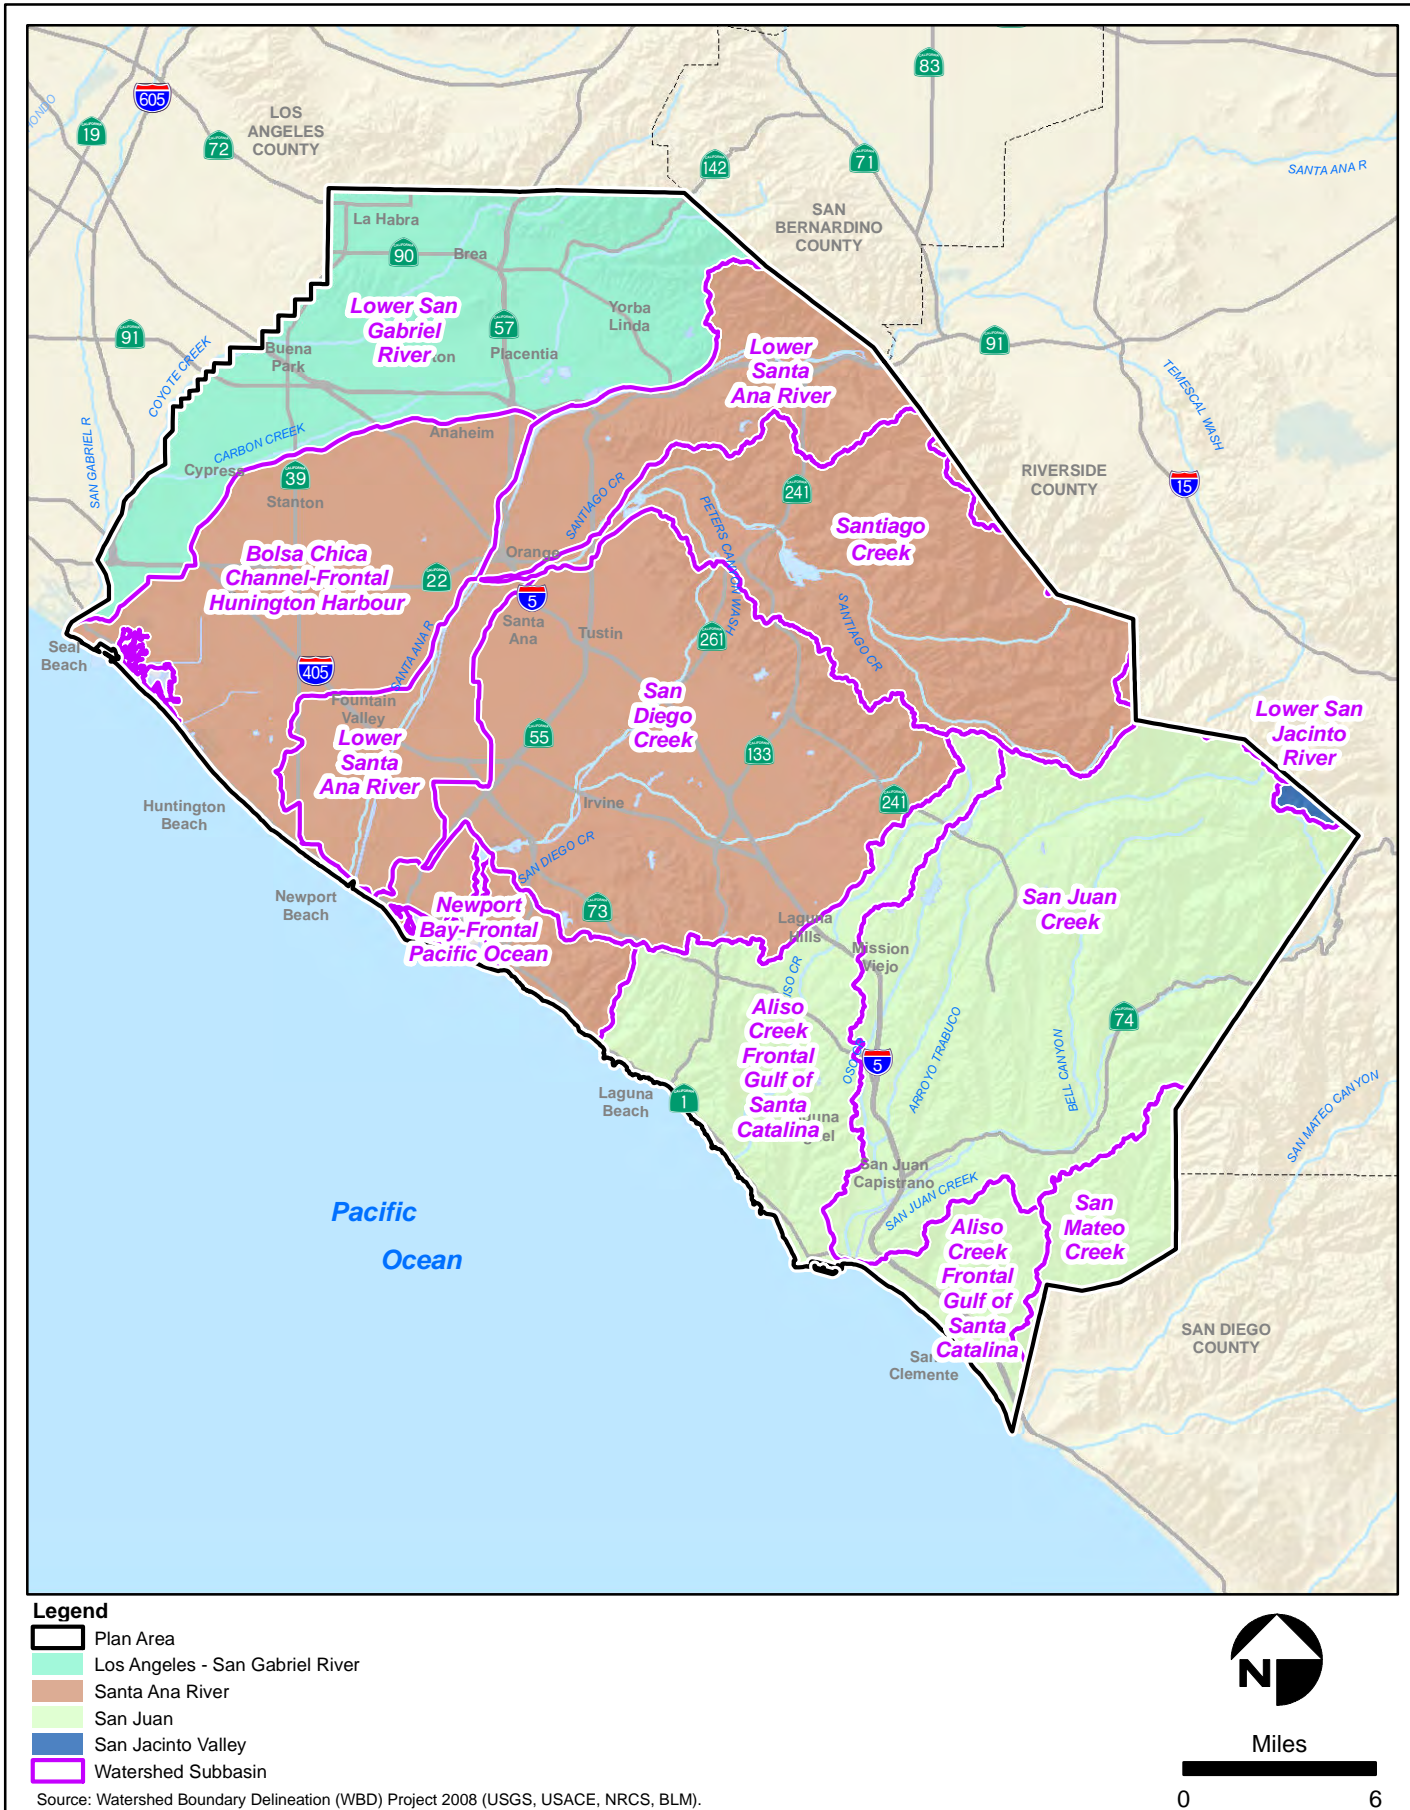 605
19
72
LOS
ANGELES
COUNTY
83
142
71
SANTA ANA R
SAN
BERNARDINO
COUNTY
La Habra
90
Brea
Lower San
Gabriel
River
57
Yorba
Linda
Placentia
91
Buena
Park
COYOTE CREEK
SAN GABRIEL R
CARBON CREEK
Cypress
Anaheim
39
Stanton
Lower
Santa
Ana River
91
TEMESCAL WASH
RIVERSIDE
COUNTY
15
241
SANTIAGO CR
PETERS CANYON WASH
Santiago
Creek
Bolsa Chica
Channel-Frontal
Hunington Harbour
22
Orange
5
Santa
Ana
Tustin
261
SANTIAGO CR
Seal
Beach
405
SANTA ANA R
Fountain
Valley
Lower
Santa
Ana River
San
Diego
Creek
55
133
241
Irvine
SAN DIEGO CR
Lower San
Jacinto
River
Huntington
Beach
Newport
Beach
Newport
Bay-Frontal
Pacific Ocean
73
Laguna
Hills
Mission
Viejo
San Juan
Creek
Aliso
Creek
Frontal
Gulf of
Santa
Catalina
OSO
5
ARROYO TRABUCO
BELL CANYON
74
Laguna
Beach
1
San Juan
Capistrano
SAN JUAN CREEK
SAN MATEO CANYON
San
Mateo
Creek
Aliso
Creek
Frontal
Gulf of
Santa
Catalina
San
Clemente
SAN DIEGO
COUNTY
Pacific
Ocean
Legend
Plan Area
Los Angeles - San Gabriel River
Santa Ana River
San Juan
San Jacinto Valley
Watershed Subbasin
Source: Watershed Boundary Delineation (WBD) Project 2008 (USGS, USACE, NRCS, BLM).
N
Miles
0 6